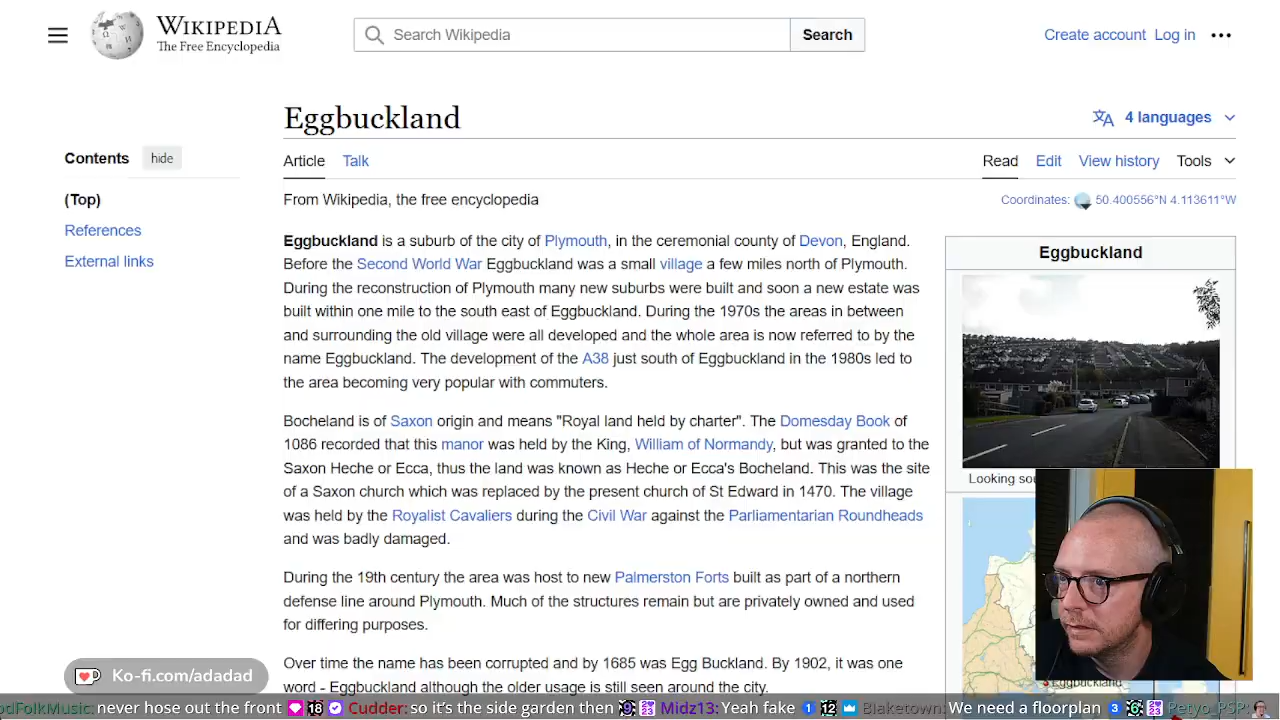 WIKIPEDIA
The Free Encyclopedia
Search Wikipedia
Search
Create account Log in
Eggbuckland
4 languages
Contents hide
Article Talk
Read Edit View history Tools
(Top)
References
External links
From Wikipedia, the free encyclopedia
Coordinates: 50.400556°N 4.113611°W
Eggbuckland is a suburb of the city of Plymouth, in the ceremonial county of Devon, England.
Before the Second World War Eggbuckland was a small village a few miles north of Plymouth.
During the reconstruction of Plymouth many new suburbs were built and soon a new estate was
built within one mile to the south east of Eggbuckland. During the 1970s the areas in between
and surrounding the old village were all developed and the whole area is now referred to by the
name Eggbuckland. The development of the A38 just south of Eggbuckland in the 1980s led to
the area becoming very popular with commuters.
Bocheland is of Saxon origin and means "Royal land held by charter". The Domesday Book of
1086 recorded that this manor was held by the King, William of Normandy, but was granted to the
Saxon Heche or Ecca, thus the land was known as Heche or Ecca's Bocheland. This was the site
of a Saxon church which was replaced by the present church of St Edward in 1470. The village
was held by the Royalist Cavaliers during the Civil War against the Parliamentarian Roundheads
and was badly damaged.
During the 19th century the area was host to new Palmerston Forts built as part of a northern
defense line around Plymouth. Much of the structures remain but are privately owned and used
for differing purposes.
Over time the name has been corrupted and by 1685 was Egg Buckland. By 1902, it was one
word - Eggbuckland although the older usage is still seen around the city.
Eggbuckland
Looking sou
Eggbuckland
Ko-fi.com/adadad
odFolkMusic: never hose out the front 16 Cudder: so it's the side garden then 9 23 Midz13: Yeah fake 1 12 Blaketown: We need a floorplan 3 6 23 Retyo_PSP: